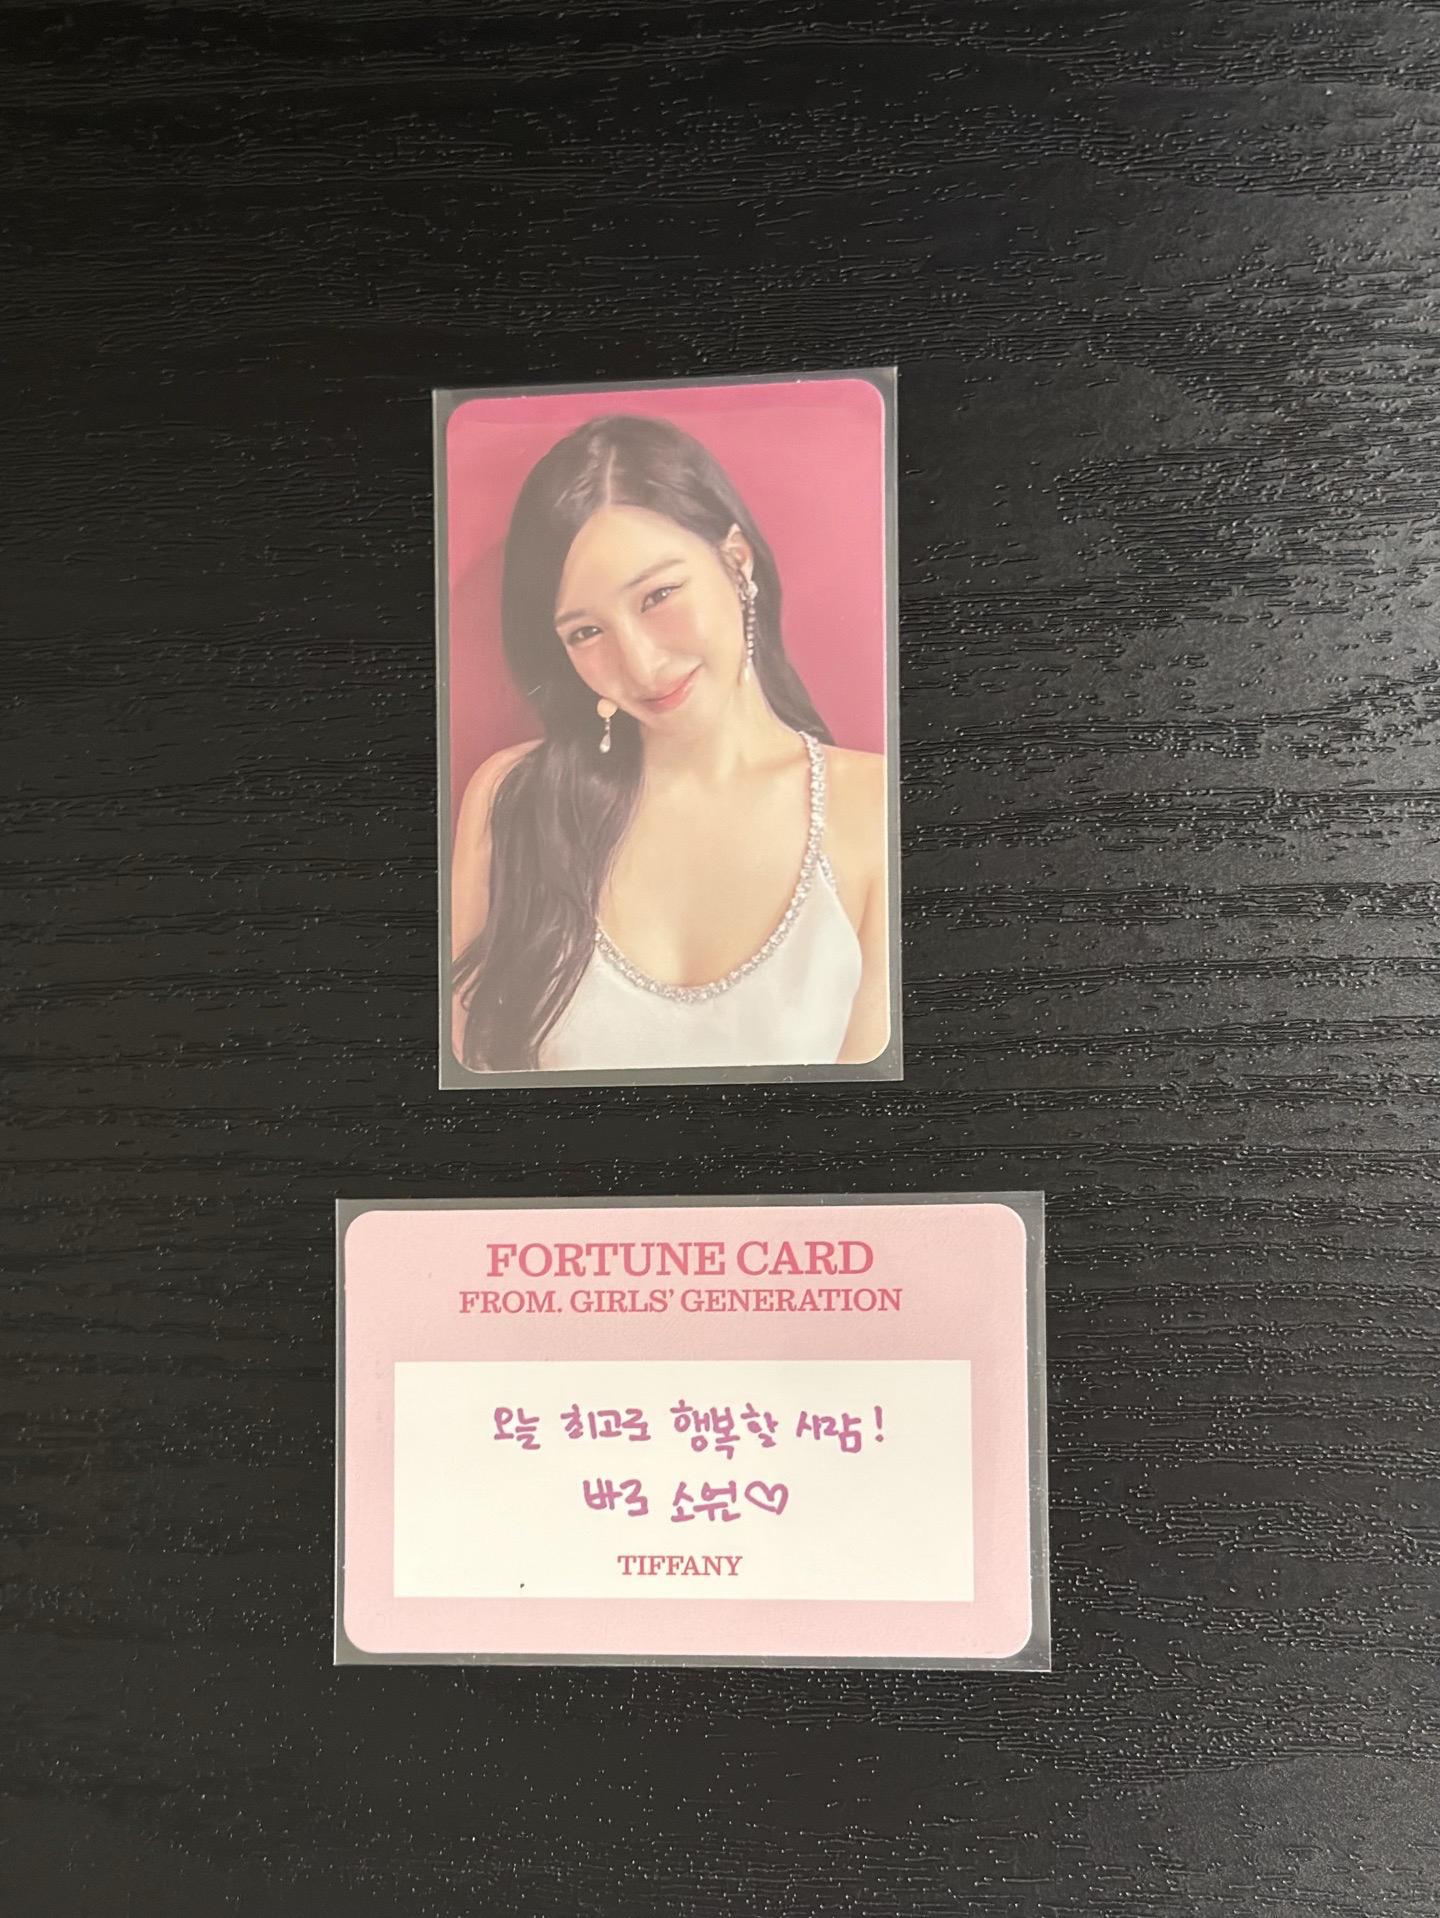 FORTUNE CARD
FROM. GIRLS' GENERATION
오늘 최고로 행복할 사람!
바로 소원♡
TIFFANY